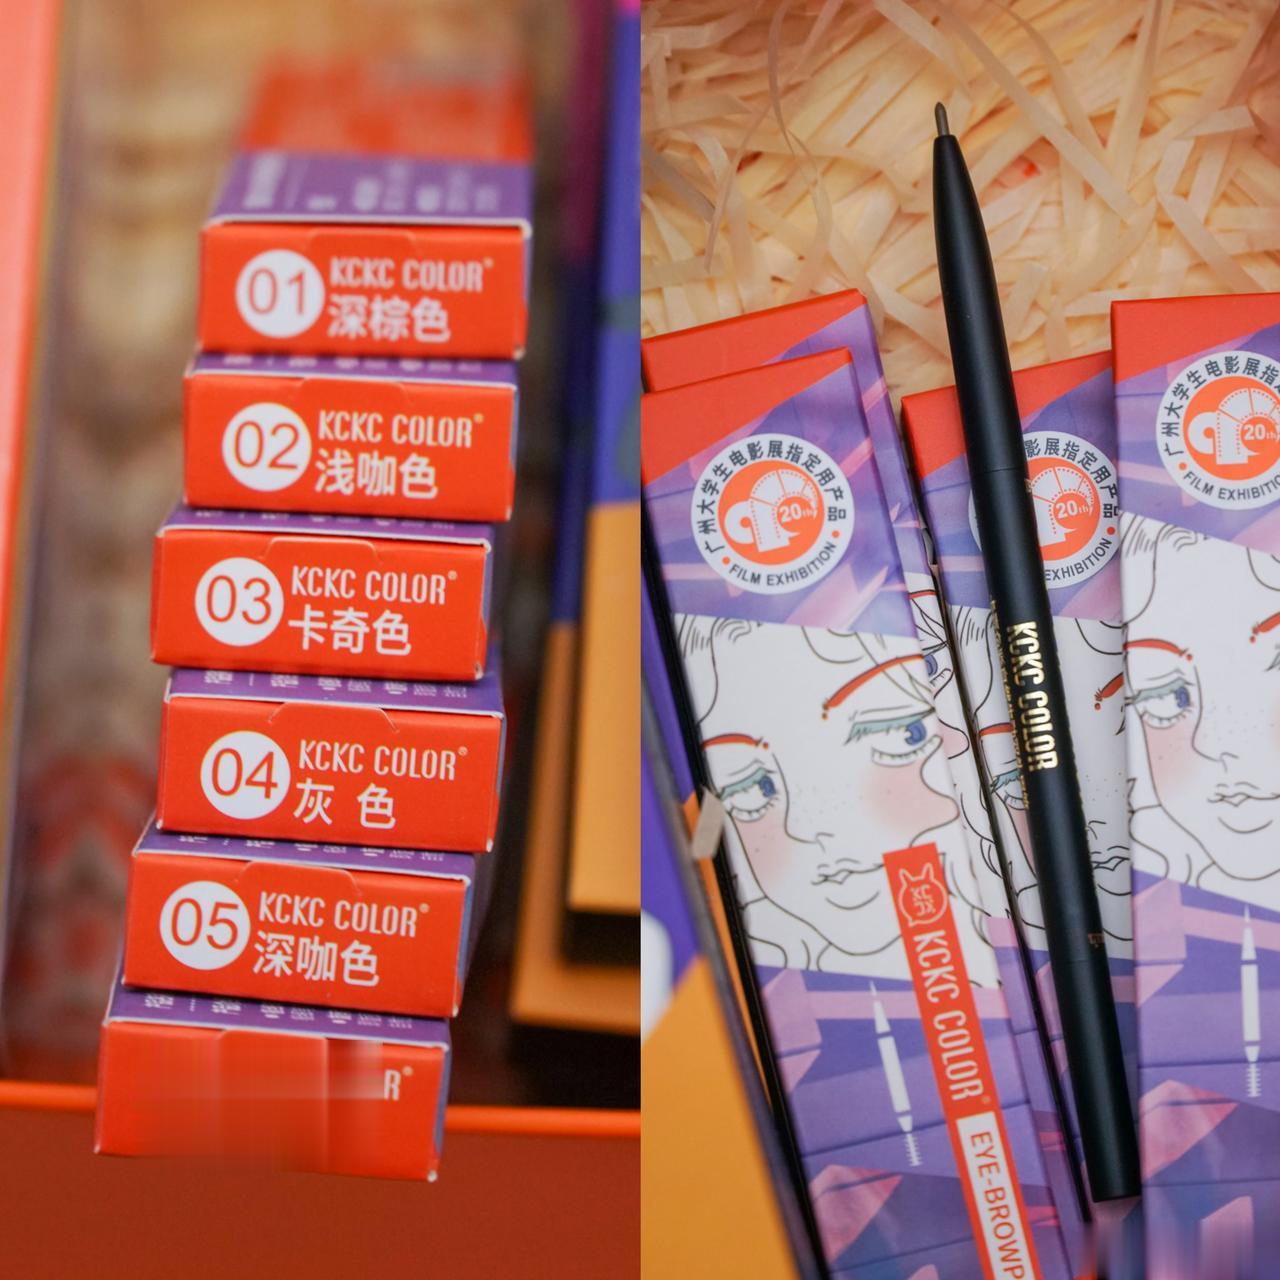 01
KCKC COLOR®
深棕色
02
KCKC COLOR®
浅咖色
03
KCKC COLOR®
卡奇色
04
KCKC COLOR®
灰 色
05
KCKC COLOR®
深咖色
R®
广州大学生电影展指定用产品
20th
FILM EXHIBITION
影展指定用产品
20th
EXHIBITION
广州大学生电影展指定用
20th
FILM EXHIBITION
KCKC COLOR
KCKC COLOR®
EYE-BROWP